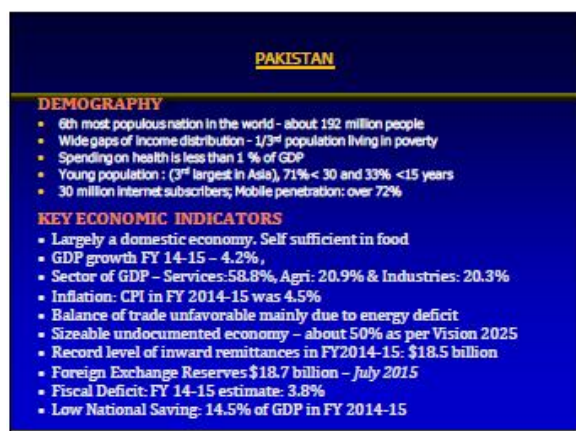 PAKISTAN
DEMOGRAPHY
• 6th most populous nation in the world - about 192 million people
• Wide gaps of income distribution - 1/3rd population living in poverty
• Spending on health is less than 1 % of GDP
• Young population : (3rd largest in Asia), 71%< 30 and 33% <15 years
• 30 million internet subscribers; Mobile penetration: over 72%
KEY ECONOMIC INDICATORS
▪ Largely a domestic economy. Self sufficient in food
▪ GDP growth FY 14-15 – 4.2% ,
▪ Sector of GDP – Services:58.8%, Agri: 20.9% & Industries: 20.3%
▪ Inflation: CPI in FY 2014-15 was 4.5%
▪ Balance of trade unfavorable mainly due to energy deficit
▪ Sizeable undocumented economy – about 50% as per Vision 2025
▪ Record level of inward remittances in FY2014-15: $18.5 billion
▪ Foreign Exchange Reserves $18.7 billion – July 2015
▪ Fiscal Deficit: FY 14-15 estimate: 3.8%
▪ Low National Saving: 14.5% of GDP in FY 2014-15